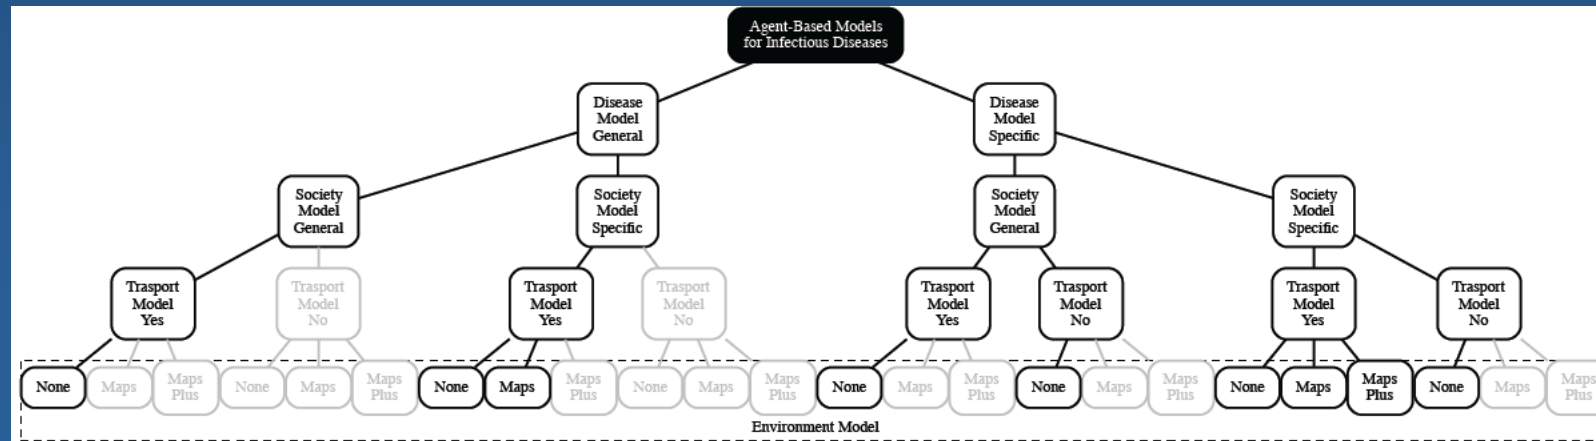 Agent-Based Models
for Infectious Diseases
Disease
Model
General
Disease
Model
Specific
Society
Model
General
Society
Model
Specific
Society
Model
General
Society
Model
Specific
Trasport
Model
Yes
Trasport
Model
No
Trasport
Model
Yes
Trasport
Model
No
Trasport
Model
Yes
Trasport
Model
No
Trasport
Model
Yes
Trasport
Model
No
None
Maps
Maps
Plus
None
Maps
Maps
Plus
None
Maps
Maps
Plus
None
Maps
Maps
Plus
None
Maps
Maps
Plus
None
Maps
Maps
Plus
None
Maps
Maps
Plus
None
Maps
Maps
Plus
Environment Model